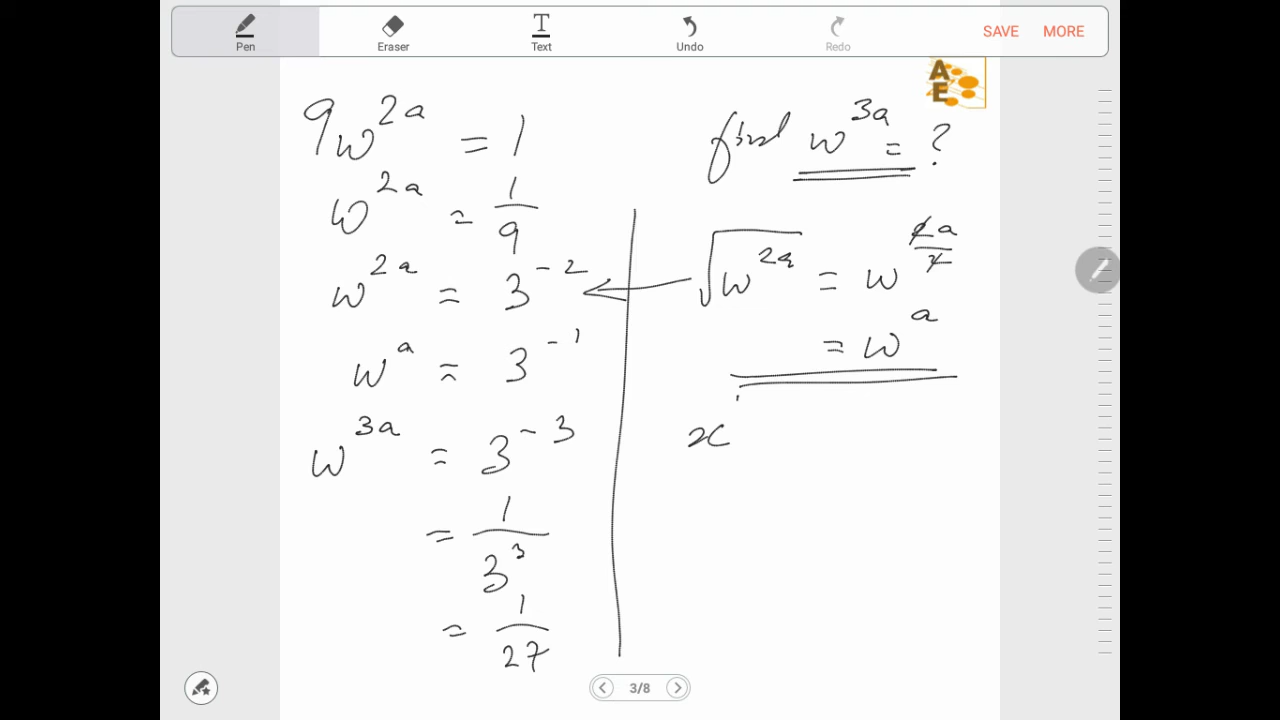 Pen Eraser Text Undo Redo SAVE MORE
A
E
9w^2a = 1
find w^3a = ?
w^2a = 1/9
w^2a = 3^-2
√w^2a = w^2a/2
= w^a
w^a = 3^-1
w^3a = 3^-3
x
= 1/3^3
= 1/27
3/8